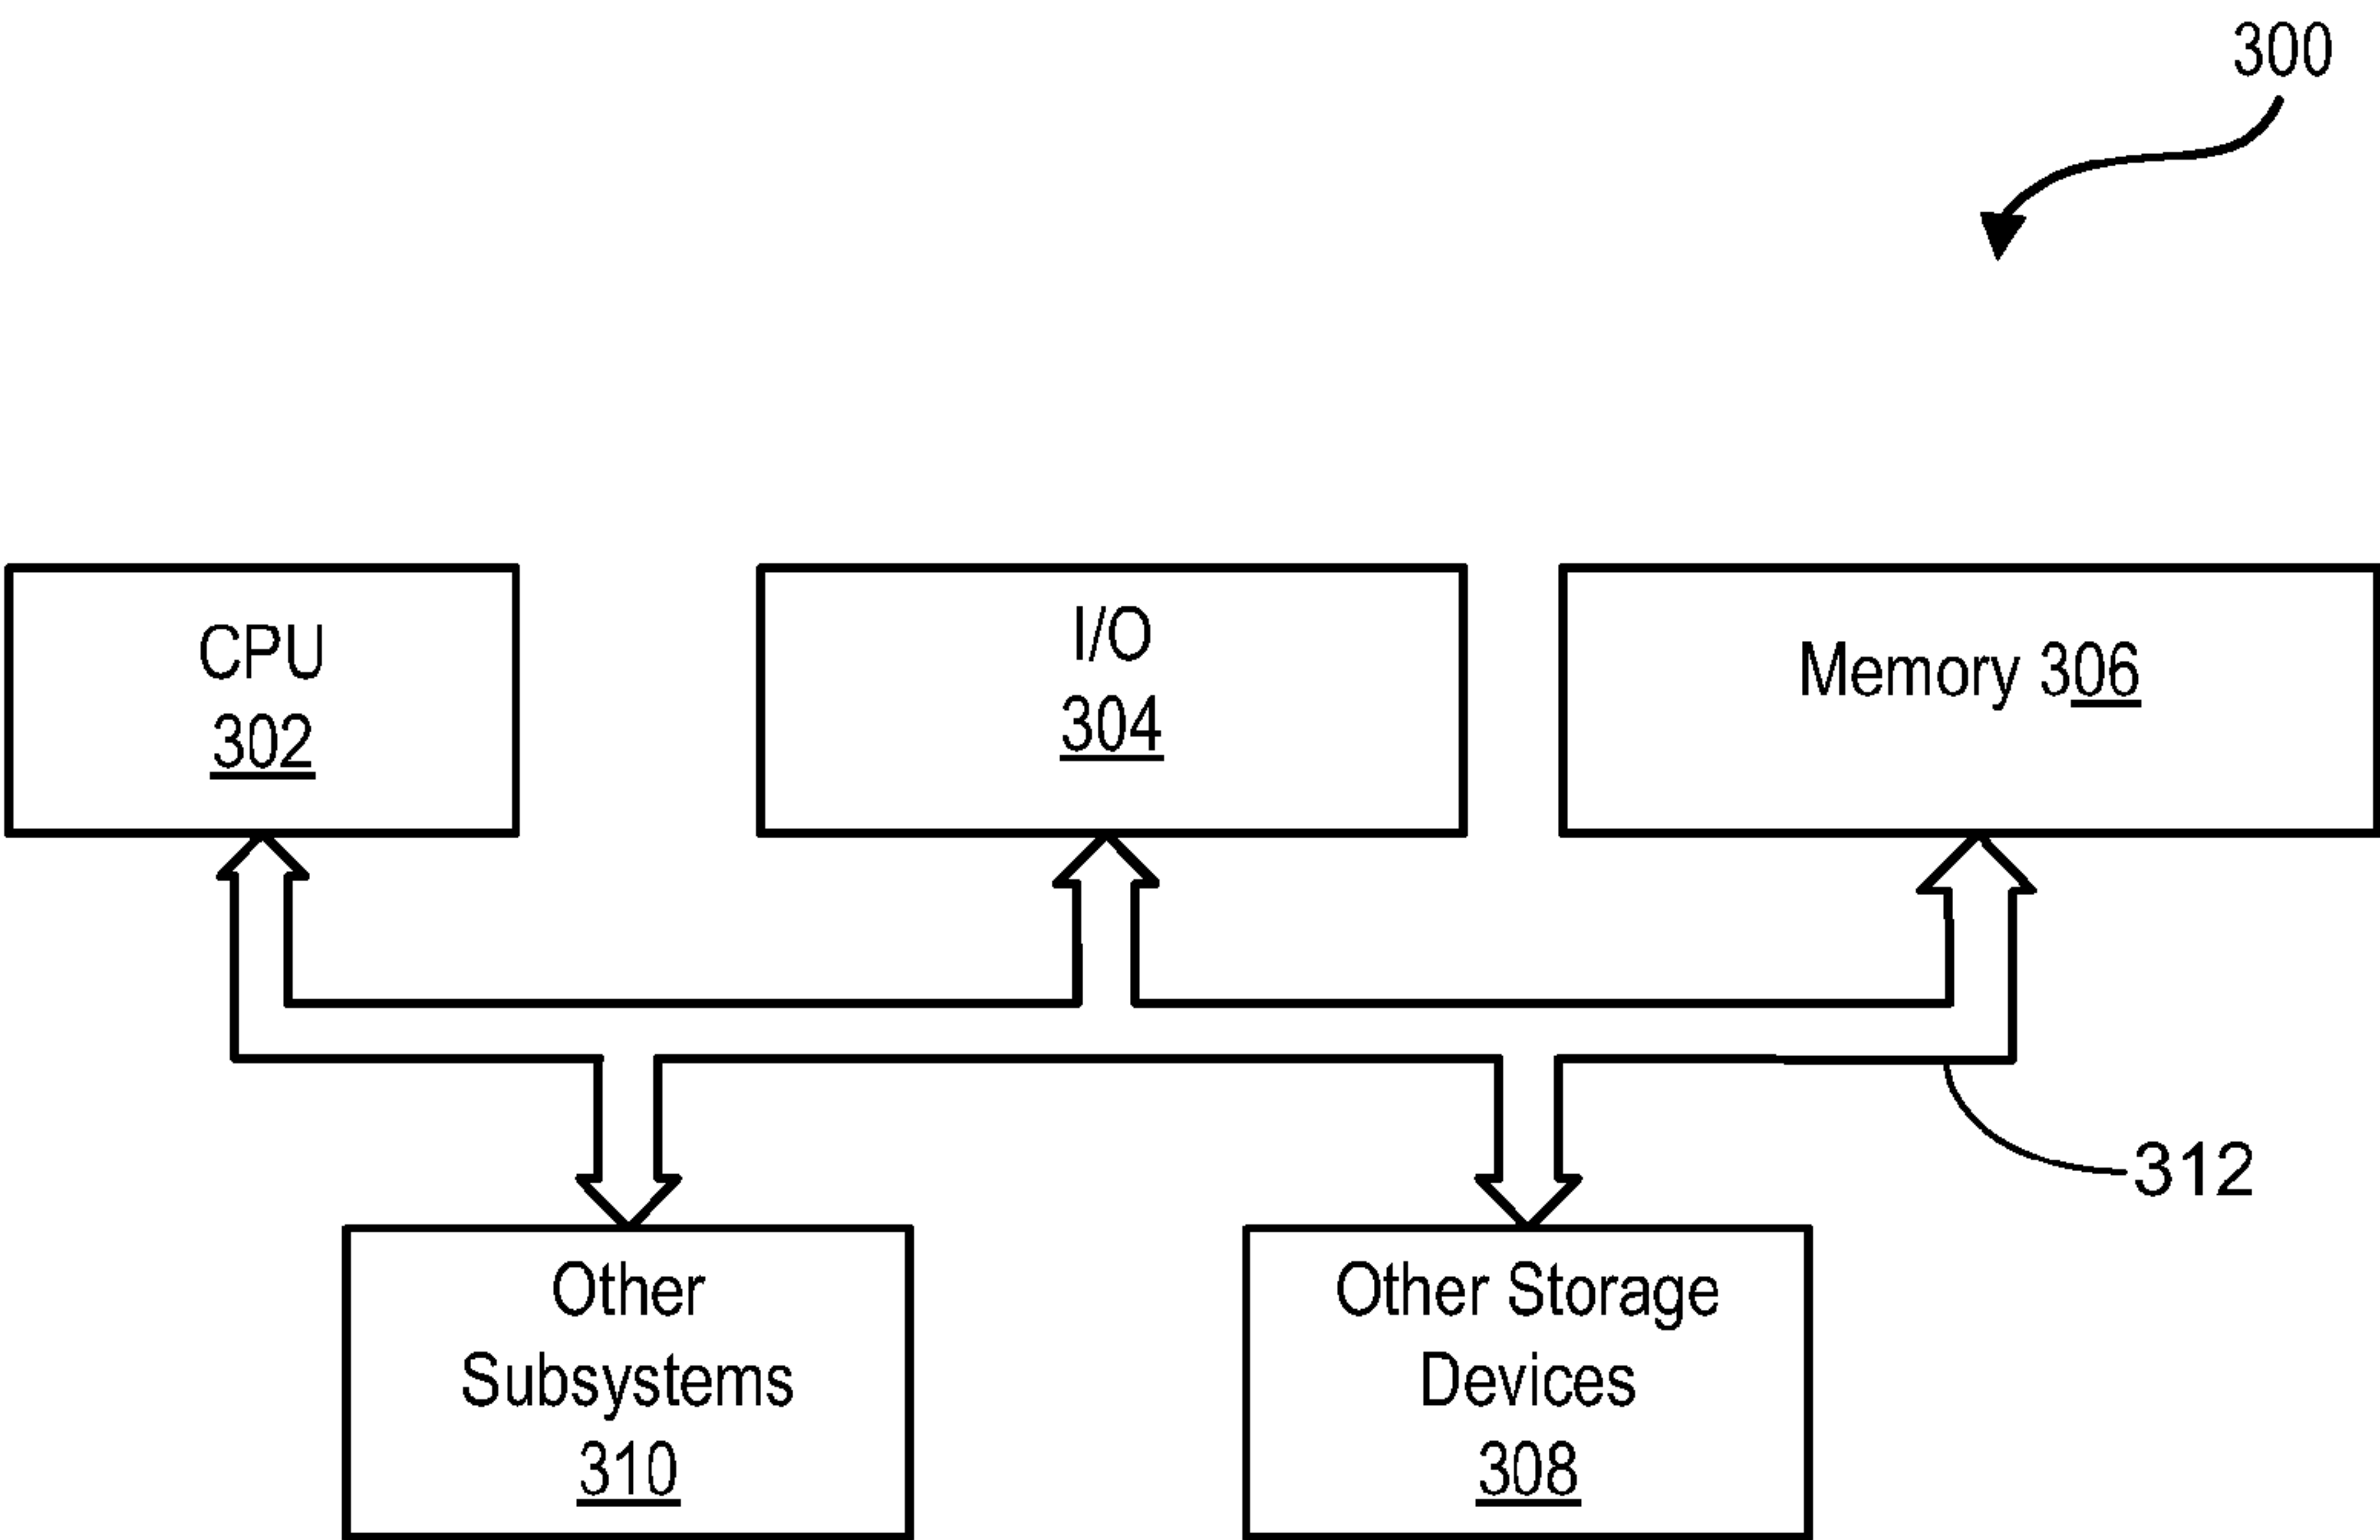 300
CPU
302
I/O
304
Memory 306
312
Other
Subsystems
310
Other Storage
Devices
308